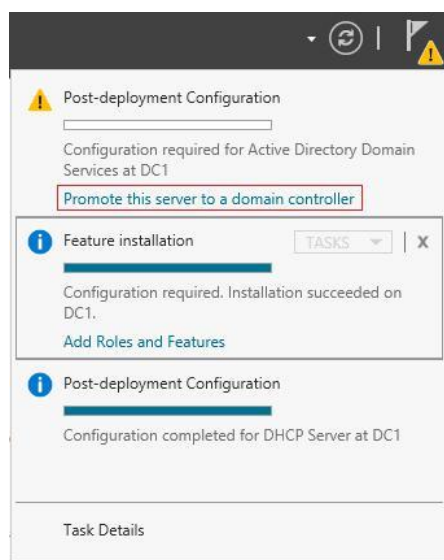 Post-deployment Configuration
Configuration required for Active Directory Domain
Services at DC1
Promote this server to a domain controller
Feature installation
TASKS
X
Configuration required. Installation succeeded on
DC1.
Add Roles and Features
Post-deployment Configuration
Configuration completed for DHCP Server at DC1
Task Details